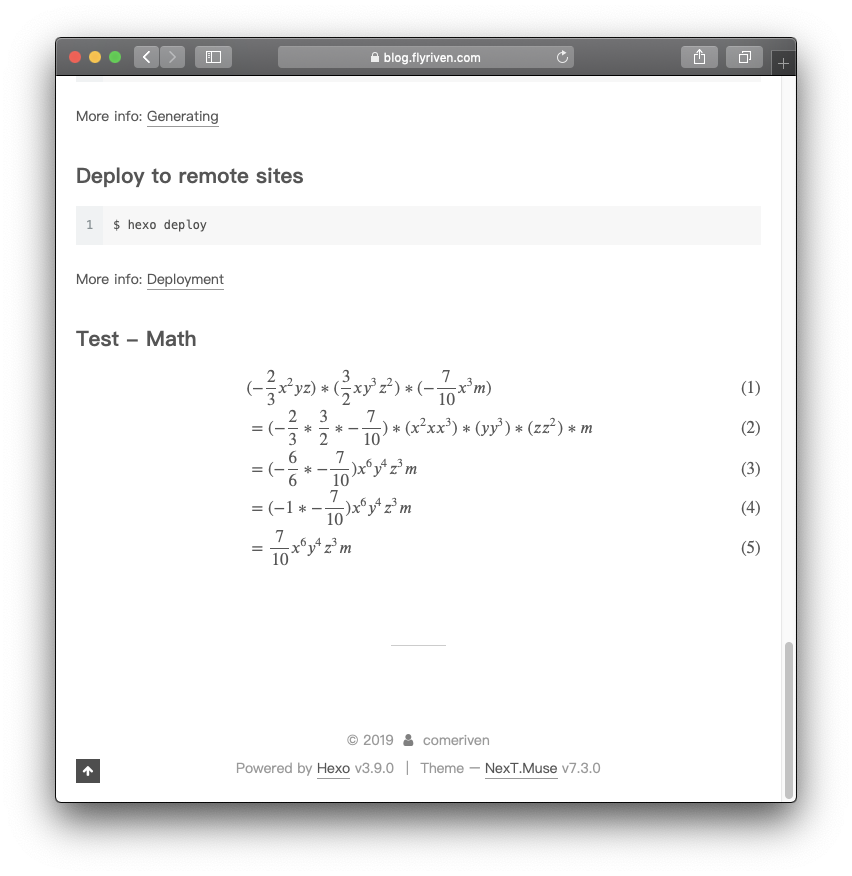 blog.flyriven.com
More info: Generating
Deploy to remote sites
1 $ hexo deploy
More info: Deployment
Test – Math
(-\frac{2}{3}x^2yz) * (\frac{3}{2}xy^3z^2) * (-\frac{7}{10}x^3m) (1)
= (-\frac{2}{3} * \frac{3}{2} * -\frac{7}{10}) * (x^2xx^3) * (yy^3) * (zz^2) * m (2)
= (-\frac{6}{6} * -\frac{7}{10})x^6y^4z^3m (3)
= (-1 * -\frac{7}{10})x^6y^4z^3m (4)
= \frac{7}{10}x^6y^4z^3m (5)
© 2019 comeriven
Powered by Hexo v3.9.0 | Theme — NexT.Muse v7.3.0